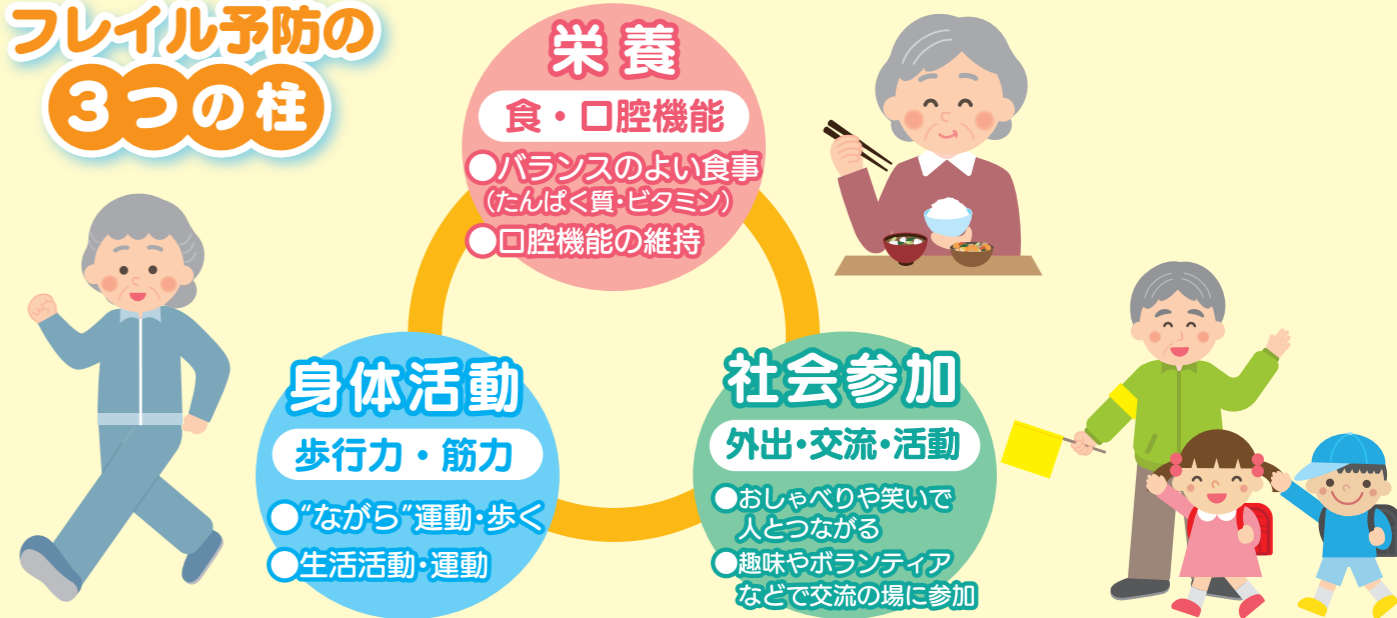 フレイル予防の
3つの柱
栄養
食・口腔機能
●バランスのよい食事
(たんぱく質・ビタミン)
●口腔機能の維持
身体活動
歩行力・筋力
●“ながら”運動・歩く
●生活活動・運動
社会参加
外出・交流・活動
●おしゃべりや笑いで
人とつながる
●趣味やボランティア
などで交流の場に参加